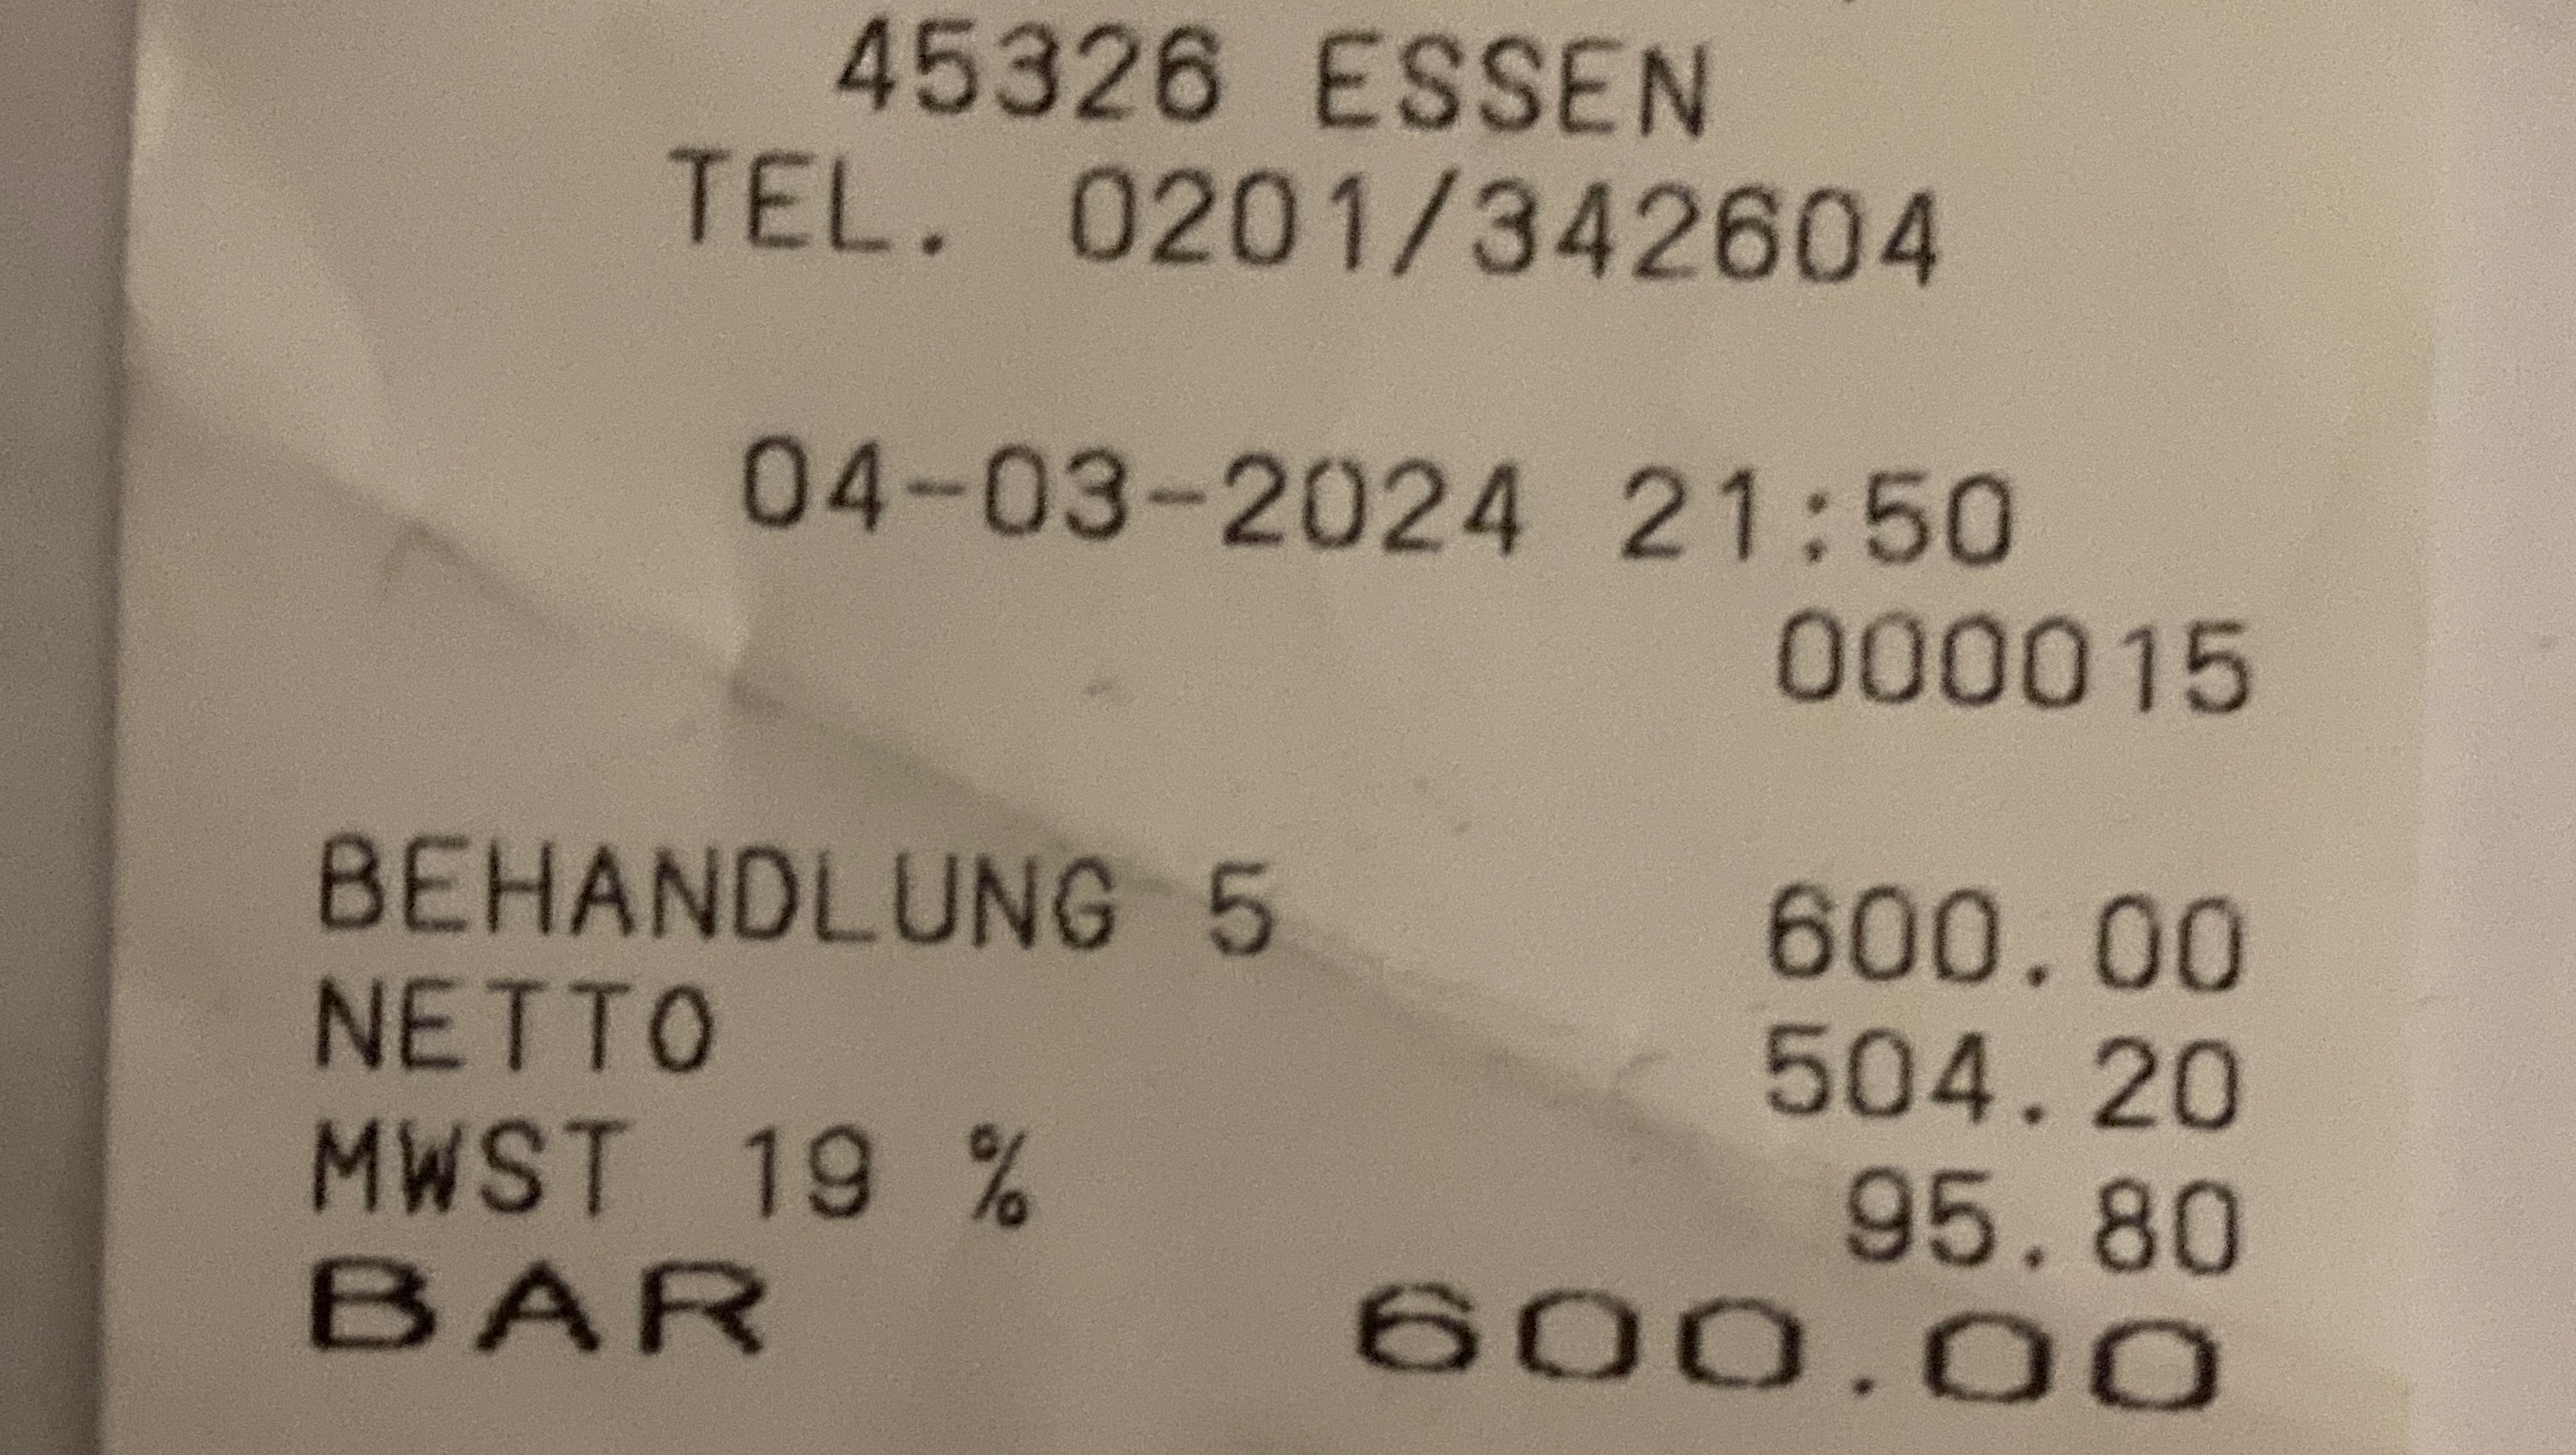 45326 ESSEN
TEL. 0201/342604
04-03-2024 21:50
000015
BEHANDLUNG 5 600.00
NETTO 504.20
MWST 19 % 95.80
BAR 600.00